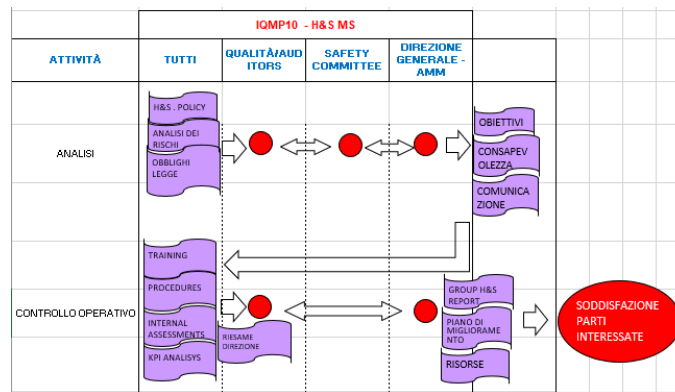 IQMP10 - H&S MS
ATTIVITÀ
TUTTI
QUALITÀ/AUD
ITORS
SAFETY
COMMITTEE
DIREZIONE
GENERALE -
AMM
H&S . POLICY
ANALISI DEI
RISCHI
OBBLIGHI
LEGGE
ANALISI
OBIETTIVI
CONSAPEV
OLEZZA
COMUNICA
ZIONE
TRAINING
PROCEDURES
INTERNAL
ASSESSMENTS
KPI ANALISYS
CONTROLLO OPERATIVO
RIESAME
DIREZIONE
GROUP H&S
REPORT
PIANO DI
MIGLIORAME
NTO
RISORSE
SODDISFAZIONE
PARTI
INTERESSATE